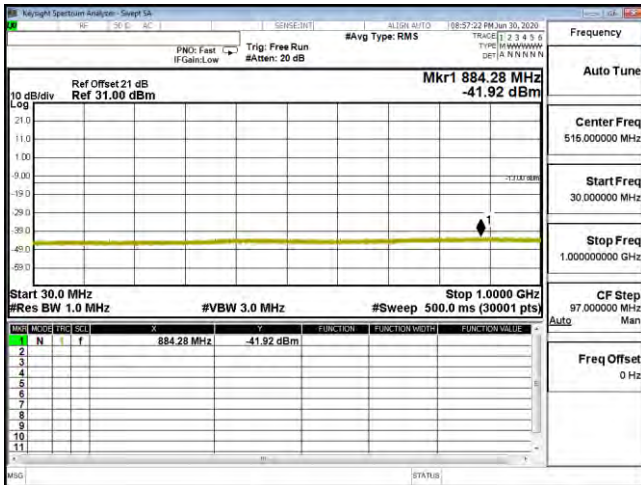 Keysight Spectrum Analyzer - Swept SA
RF 50 Ω AC SENSE:INT ALIGN AUTO 08:57:22 PM Jun 30, 2020
#Avg Type: RMS TRACE 1 2 3 4 5 6
PNO: Fast Trig: Free Run TYPE M W W W W W
IFGain:Low #Atten: 20 dB DET A N N N N N
Mkr1 884.28 MHz
Ref Offset 21 dB
10 dB/div Ref 31.00 dBm -41.92 dBm
Log
21.0
11.0
1.00
-9.00
-13.00 dBm
-19.0
-29.0
-39.0
1
-49.0
-59.0
Start 30.0 MHz Stop 1.0000 GHz
#Res BW 1.0 MHz #VBW 3.0 MHz #Sweep 500.0 ms (30001 pts)
MKR MODE TRC SCL X Y FUNCTION FUNCTION WIDTH FUNCTION VALUE
1 N 1 f 884.28 MHz -41.92 dBm
2
3
4
5
6
7
8
9
10
11
MSG STATUS
Frequency
Auto Tune
Center Freq
515.000000 MHz
Start Freq
30.000000 MHz
Stop Freq
1.000000000 GHz
CF Step
97.000000 MHz
Auto Man
Freq Offset
0 Hz